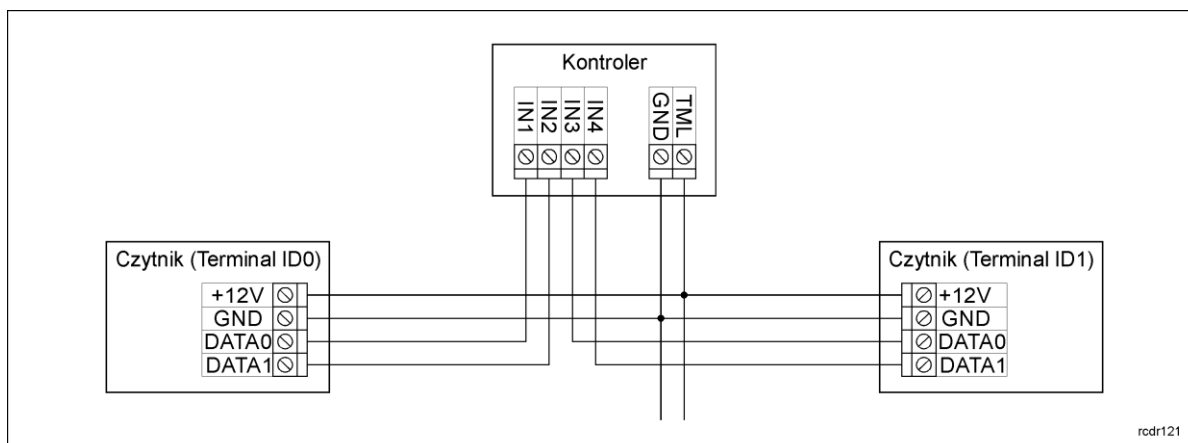 Kontroler
IN1
IN2
IN3
IN4
GND
TML
Czytnik (Terminal ID0)
+12V
GND
DATA0
DATA1
Czytnik (Terminal ID1)
+12V
GND
DATA0
DATA1
rcdr121